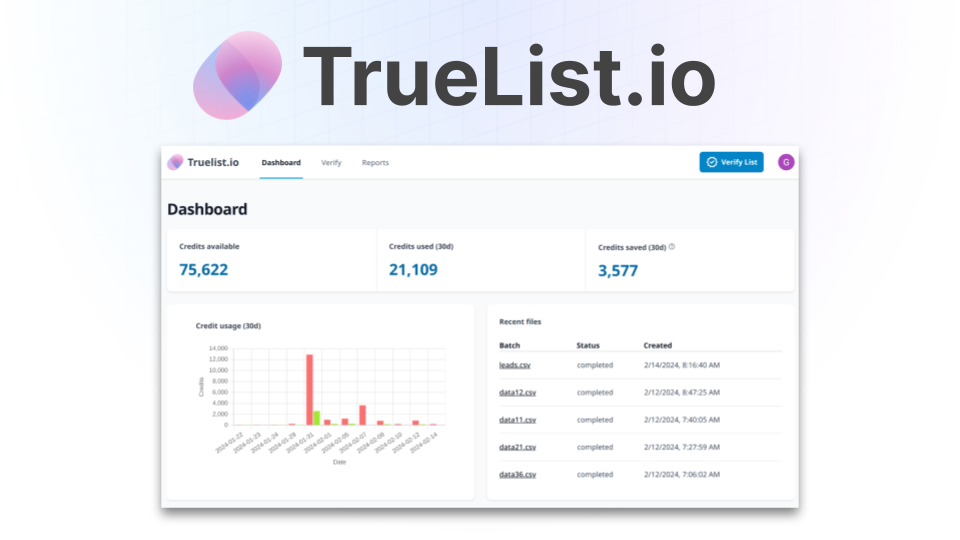 TrueList.io
Truelist.io Dashboard Verify Reports Verify List G
Dashboard
Credits available Credits used (30d) Credits saved (30d)
75,622 21,109 3,577
Credit usage (30d)
14,000
12,000
10,000
8,000
6,000
4,000
2,000
0
Credits
2024-01-22 2024-01-23 2024-01-24 2024-01-29 2024-01-31 2024-02-01 2024-02-05 2024-02-07 2024-02-09 2024-02-10 2024-02-12 2024-02-14
Date
Recent files
Batch Status Created
leads.csv completed 2/14/2024, 8:16:40 AM
data12.csv completed 2/12/2024, 8:47:25 AM
data11.csv completed 2/12/2024, 7:40:05 AM
data21.csv completed 2/12/2024, 7:27:59 AM
data36.csv completed 2/12/2024, 7:06:02 AM